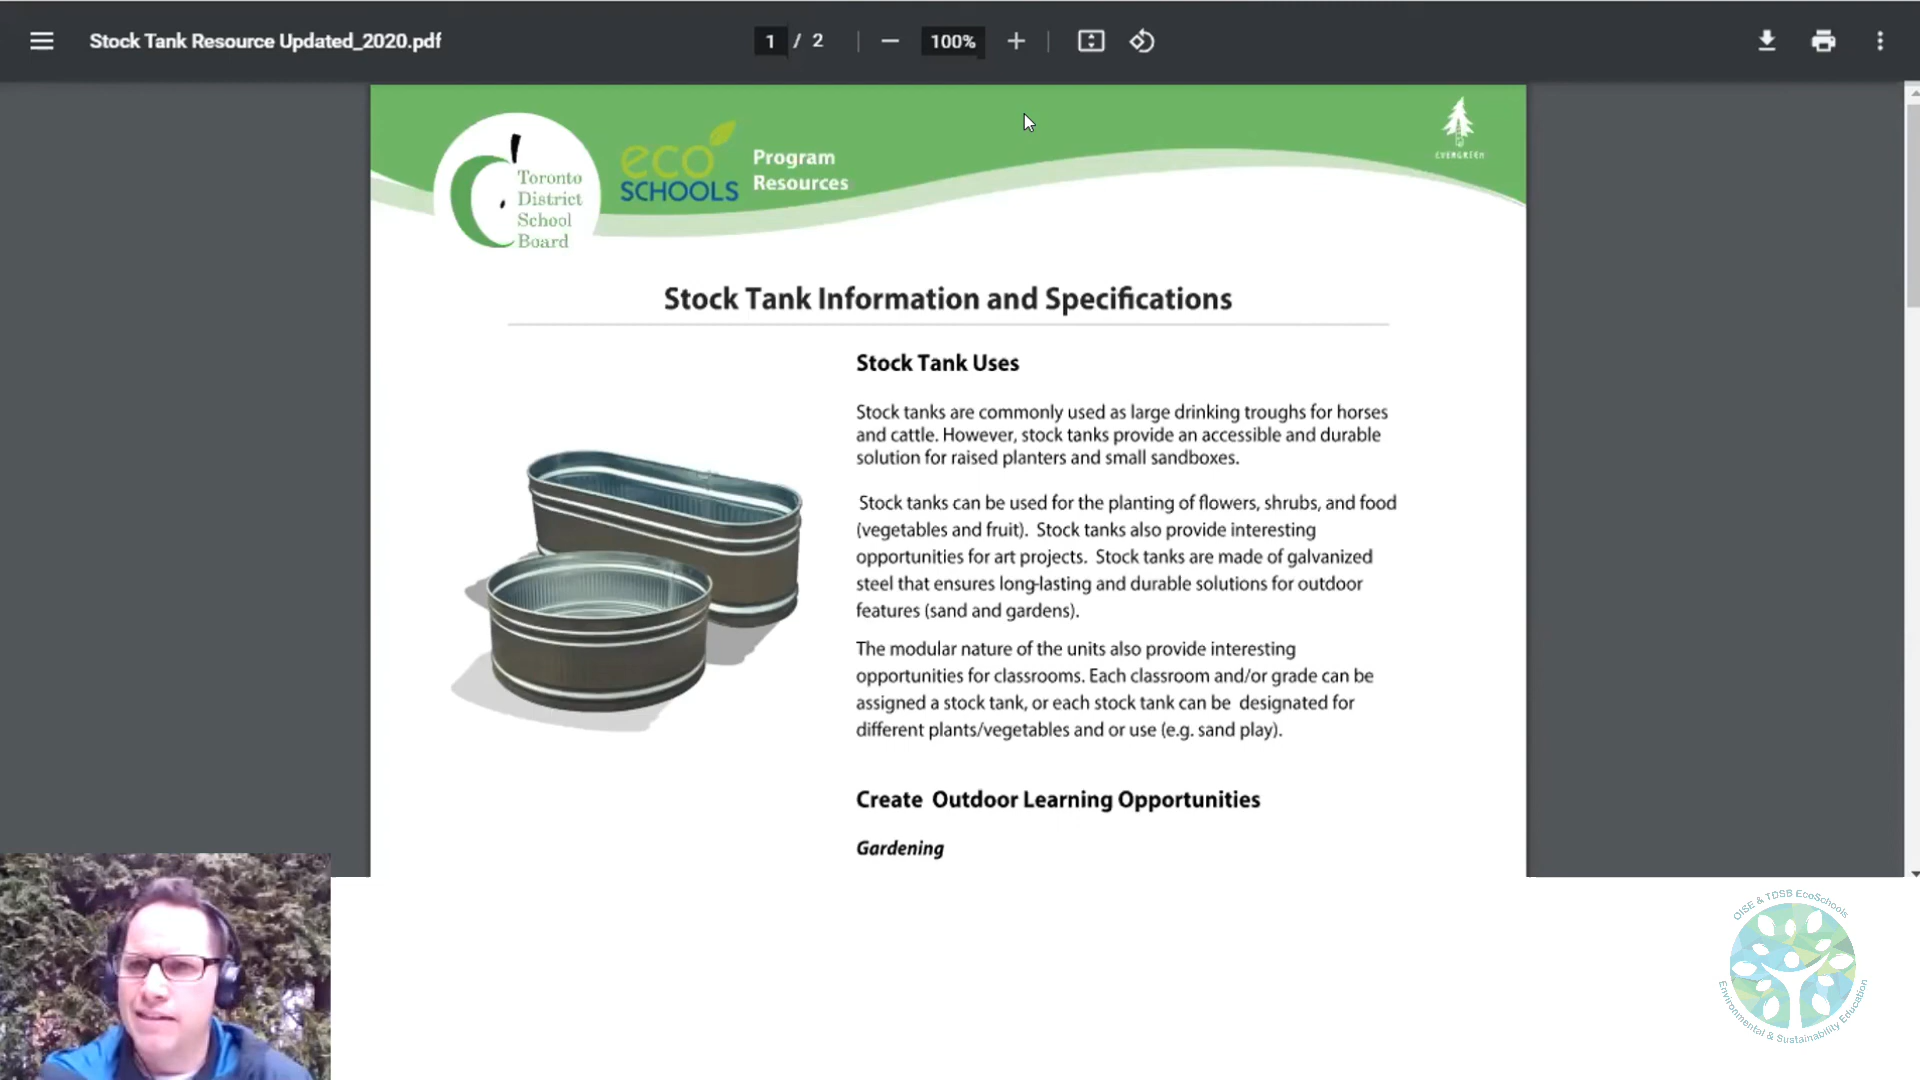 Stock Tank Resource Updated_2020.pdf
1 / 2
100%
Toronto
District
School
Board
eco
SCHOOLS
Program
Resources
EVERGREEN
Stock Tank Information and Specifications
Stock Tank Uses
Stock tanks are commonly used as large drinking troughs for horses
and cattle. However, stock tanks provide an accessible and durable
solution for raised planters and small sandboxes.
Stock tanks can be used for the planting of flowers, shrubs, and food
(vegetables and fruit). Stock tanks also provide interesting
opportunities for art projects. Stock tanks are made of galvanized
steel that ensures long-lasting and durable solutions for outdoor
features (sand and gardens).
The modular nature of the units also provide interesting
opportunities for classrooms. Each classroom and/or grade can be
assigned a stock tank, or each stock tank can be designated for
different plants/vegetables and or use (e.g. sand play).
Create Outdoor Learning Opportunities
Gardening
OISE & TDSB EcoSchools
Environmental & Sustainability Education